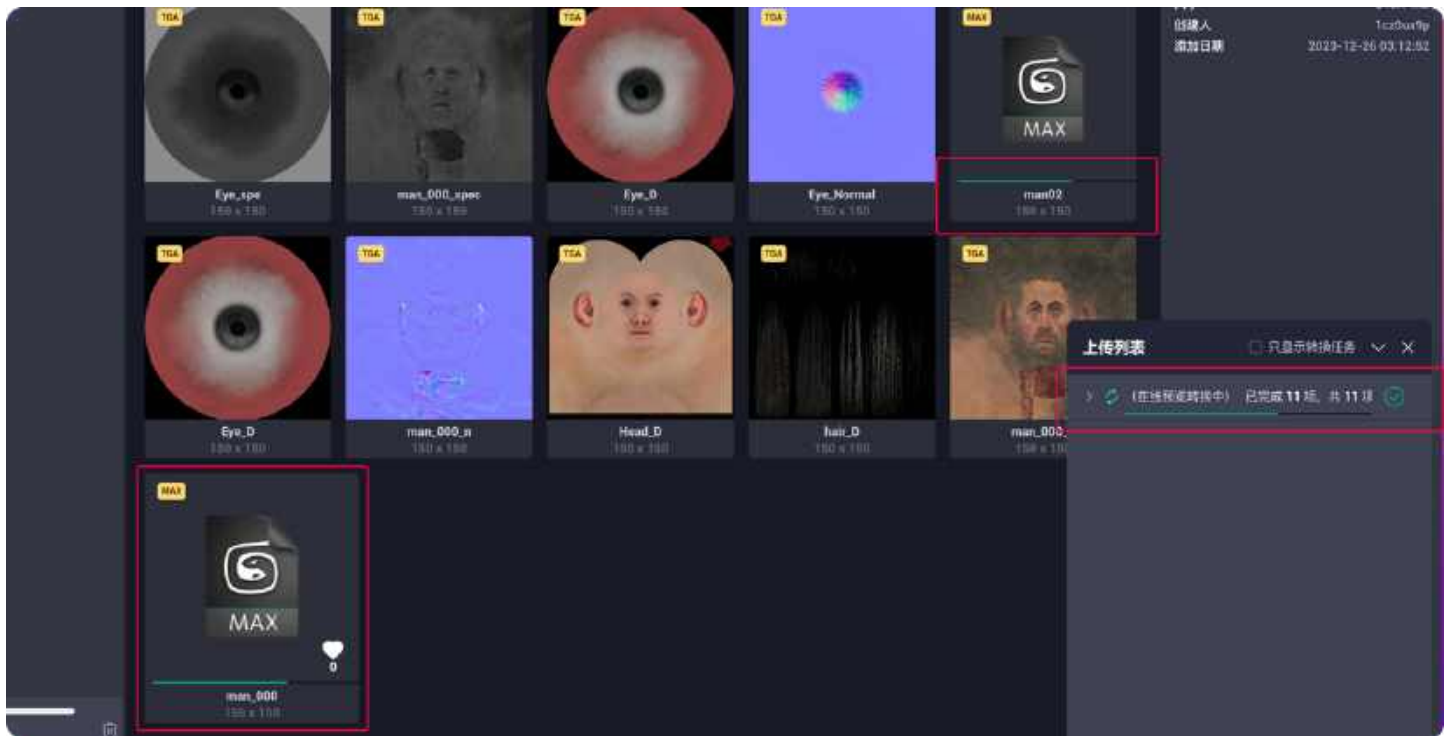 TGA
TGA
TGA
TGA
MAX
创建人
添加日期 2023-12-26 03:12:52
MAX
Eye_spe
150 x 150
man_000_spec
150 x 150
Eye_D
150 x 150
Eye_Normal
150 x 150
man02
150 x 150
TGA
TGA
TGA
TGA
TGA
Eye_D
150 x 150
man_000_n
150 x 150
Head_D
150 x 150
hair_D
150 x 150
man_000_
150 x 150
上传列表
只显示转换任务
(在线预览转换中) 已完成 11 项，共 11 项
MAX
MAX
0
man_000
150 x 150